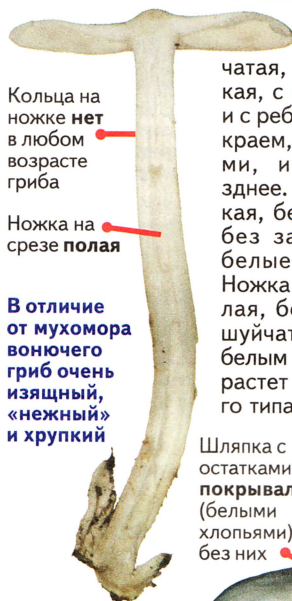 Кольца на
ножке нет
в любом
возрасте
гриба
Ножка на
срезе полая
В отличие
от мухомора
вонючего
гриб очень
изящный,
«нежный»
и хрупкий
чатая,
кая, с
и с реб
краем,
ми, и
зднее.
кая, бе
без за
белые
Ножка
лая, бе
шуйчат
белым
растет
го типа
Шляпка с
остатками
покрывал
(белыми
хлопьями)
без них